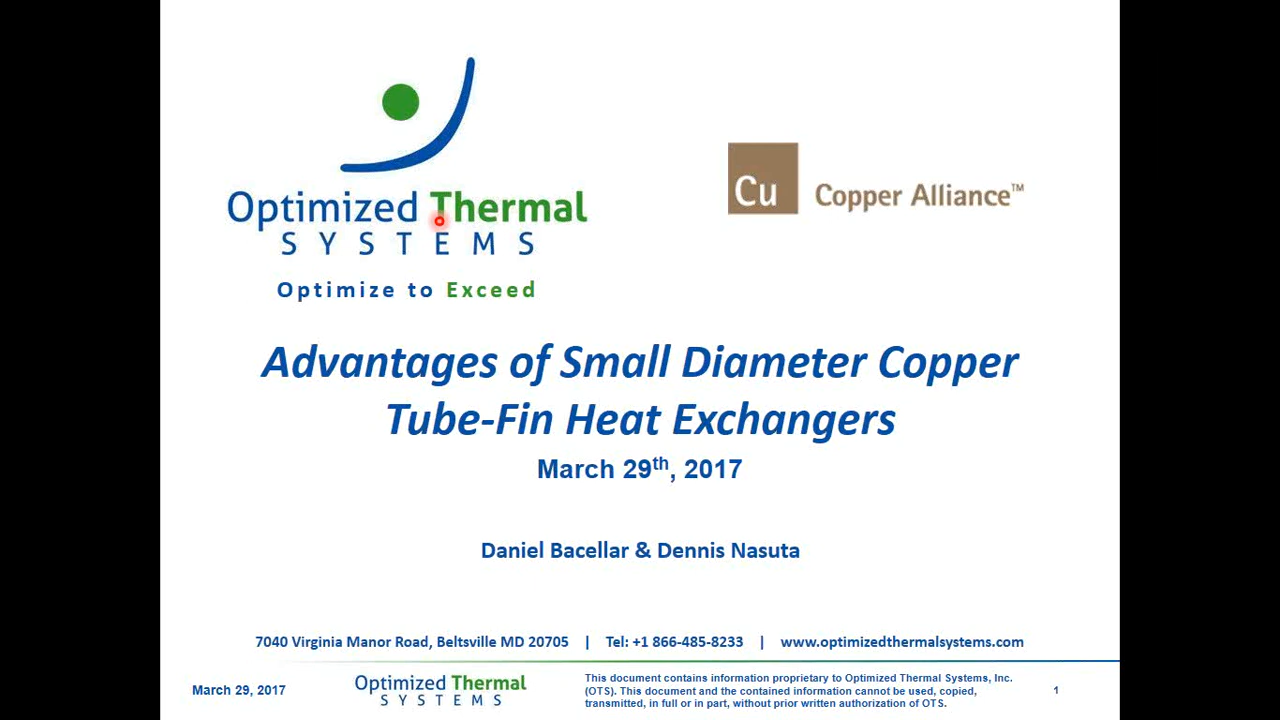 Optimized Thermal
SYSTEMS
Optimize to Exceed
Cu
Copper Alliance™
Advantages of Small Diameter Copper
Tube-Fin Heat Exchangers
March 29th, 2017
Daniel Bacellar & Dennis Nasuta
7040 Virginia Manor Road, Beltsville MD 20705 | Tel: +1 866-485-8233 | www.optimizedthermalsystems.com
March 29, 2017
Optimized Thermal
SYSTEMS
This document contains information proprietary to Optimized Thermal Systems, Inc.
(OTS). This document and the contained information cannot be used, copied,
transmitted, in full or in part, without prior written authorization of OTS.
1